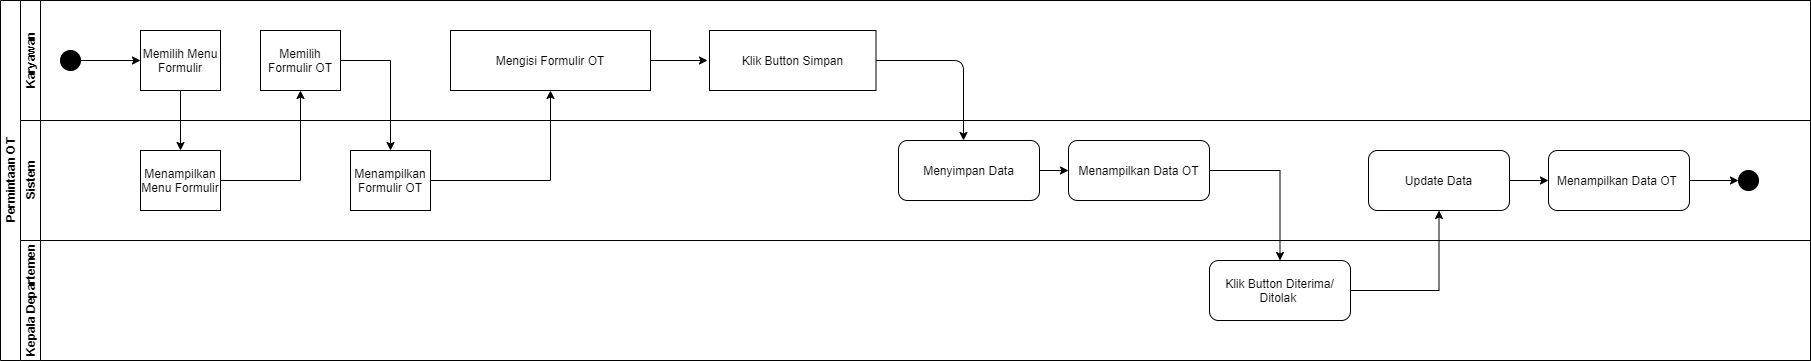 Permintaan OT
Karyawan
Memilih Menu
Formulir
Memilih
Formulir OT
Mengisi Formulir OT
Klik Button Simpan
Sistem
Menampilkan
Menu Formulir
Menampilkan
Formulir OT
Menyimpan Data
Menampilkan Data OT
Update Data
Menampilkan Data OT
Kepala Departemen
Klik Button Diterima/
Ditolak